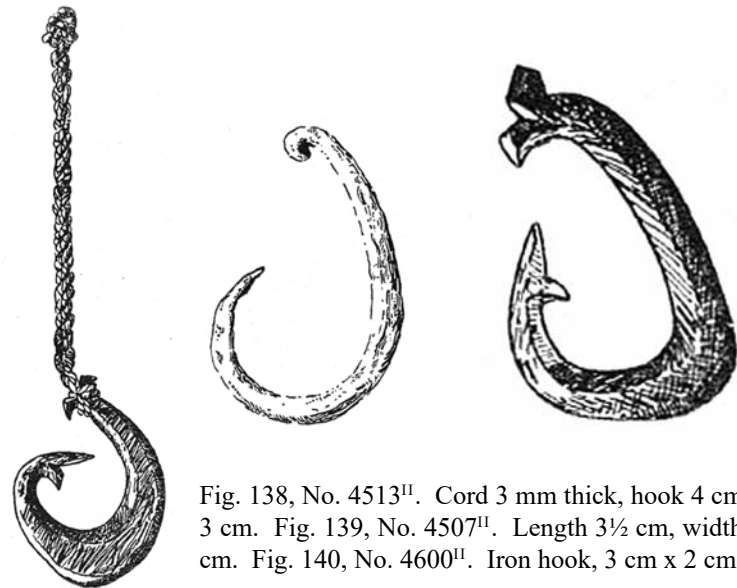 Fig. 138, No. 4513ᴵᴵ. Cord 3 mm thick, hook 4 cm
3 cm. Fig. 139, No. 4507ᴵᴵ. Length 3½ cm, width
cm. Fig. 140, No. 4600ᴵᴵ. Iron hook, 3 cm x 2 cm